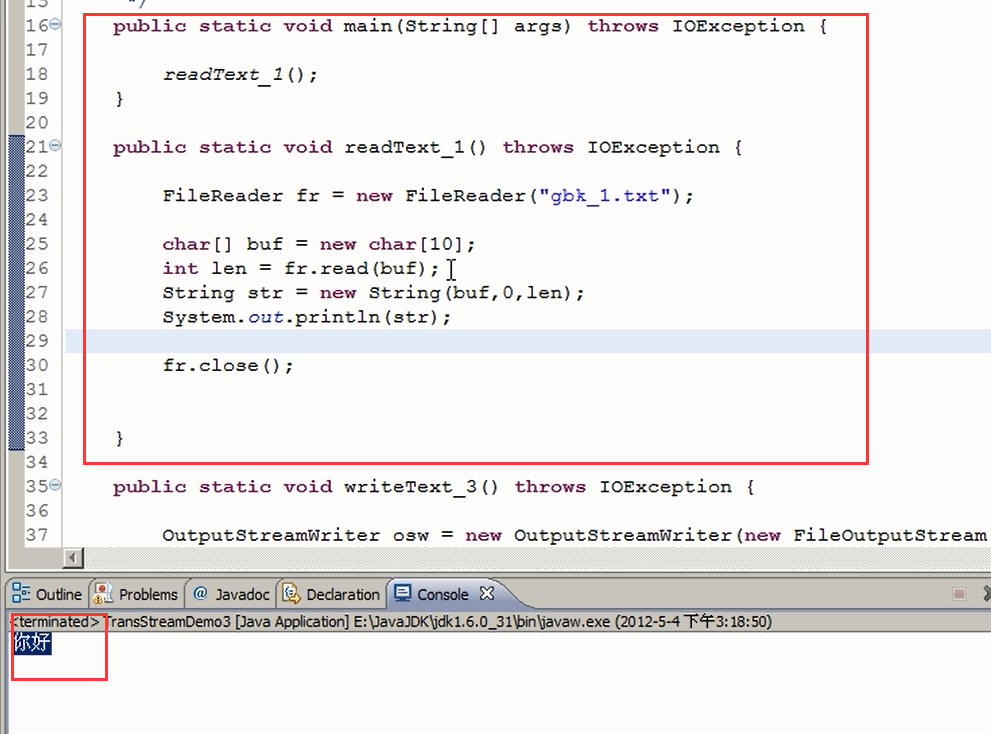 15 */
16 public static void main(String[] args) throws IOException {
17
18 readText_1();
19 }
20
21 public static void readText_1() throws IOException {
22
23 FileReader fr = new FileReader("gbk_1.txt");
24
25 char[] buf = new char[10];
26 int len = fr.read(buf);
27 String str = new String(buf,0,len);
28 System.out.println(str);
29
30 fr.close();
31
32
33 }
34
35 public static void writeText_3() throws IOException {
36
37 OutputStreamWriter osw = new OutputStreamWriter(new FileOutputStream
Outline Problems @ Javadoc Declaration Console
<terminated> TransStreamDemo3 [Java Application] E:\JavaJDK\jdk1.6.0_31\bin\javaw.exe (2012-5-4 下午3:18:50)
你好